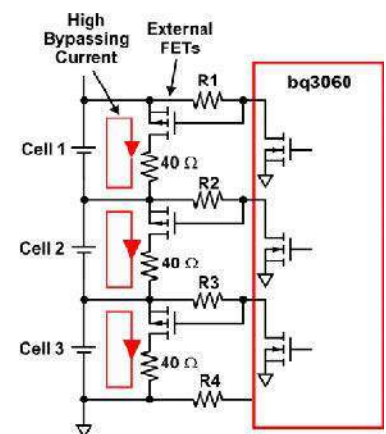 High
Bypassing
Current
External
FETs
R1
bq3060
Cell 1
40 Ω
R2
Cell 2
40 Ω
R3
Cell 3
40 Ω
R4